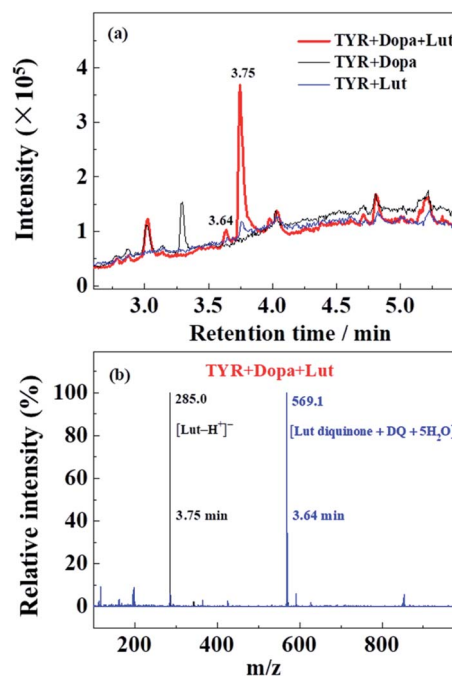 (a)
TYR+Dopa+Lut
TYR+Dopa
TYR+Lut
3.75
3.64
Intensity (×10⁵)
4
3
2
1
0
3.0 3.5 4.0 4.5 5.0
Retention time / min
(b)
TYR+Dopa+Lut
285.0
569.1
[Lut–H⁺]⁻
[Lut diquinone + DQ + 5H₂O]
3.75 min
3.64 min
Relative intensity (%)
100
80
60
40
20
0
200 400 600 800
m/z